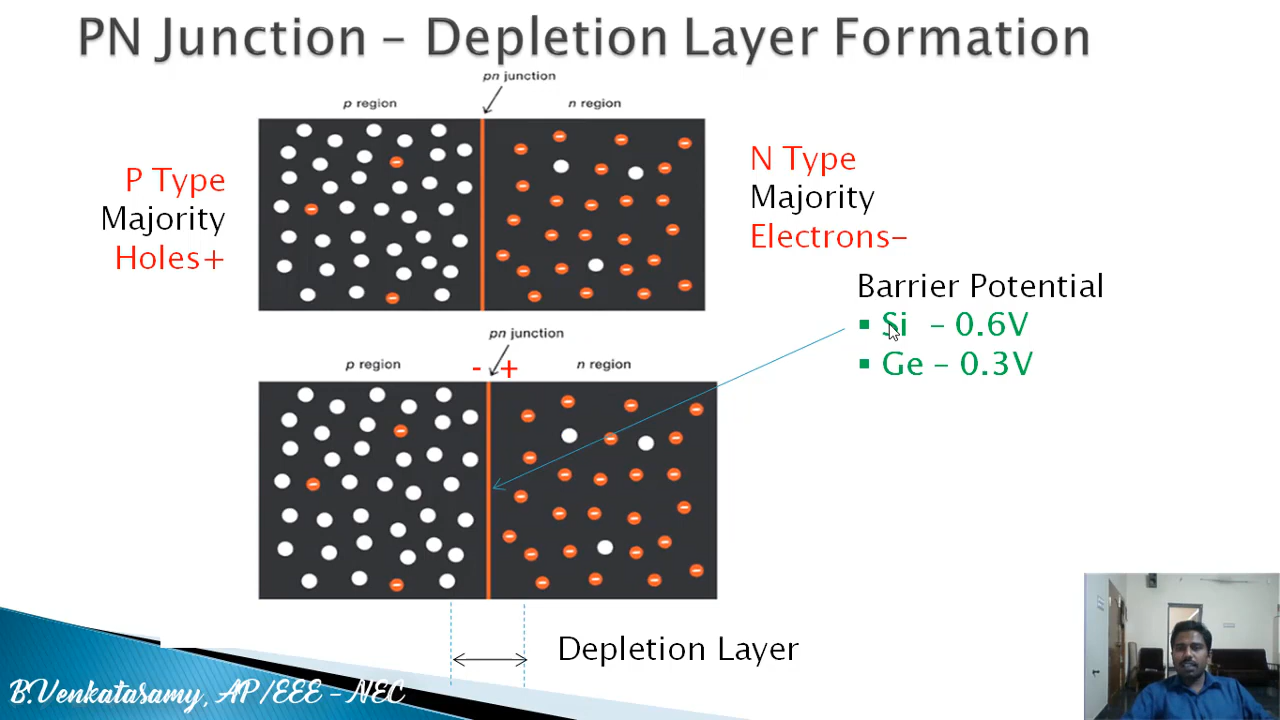 PN Junction – Depletion Layer Formation
pn junction
p region
n region
P Type
Majority
Holes+
N Type
Majority
Electrons–
Barrier Potential
▪ Si – 0.6V
▪ Ge – 0.3V
pn junction
p region
- +
n region
Depletion Layer
B.Venkatasamy, AP/EEE – NEC